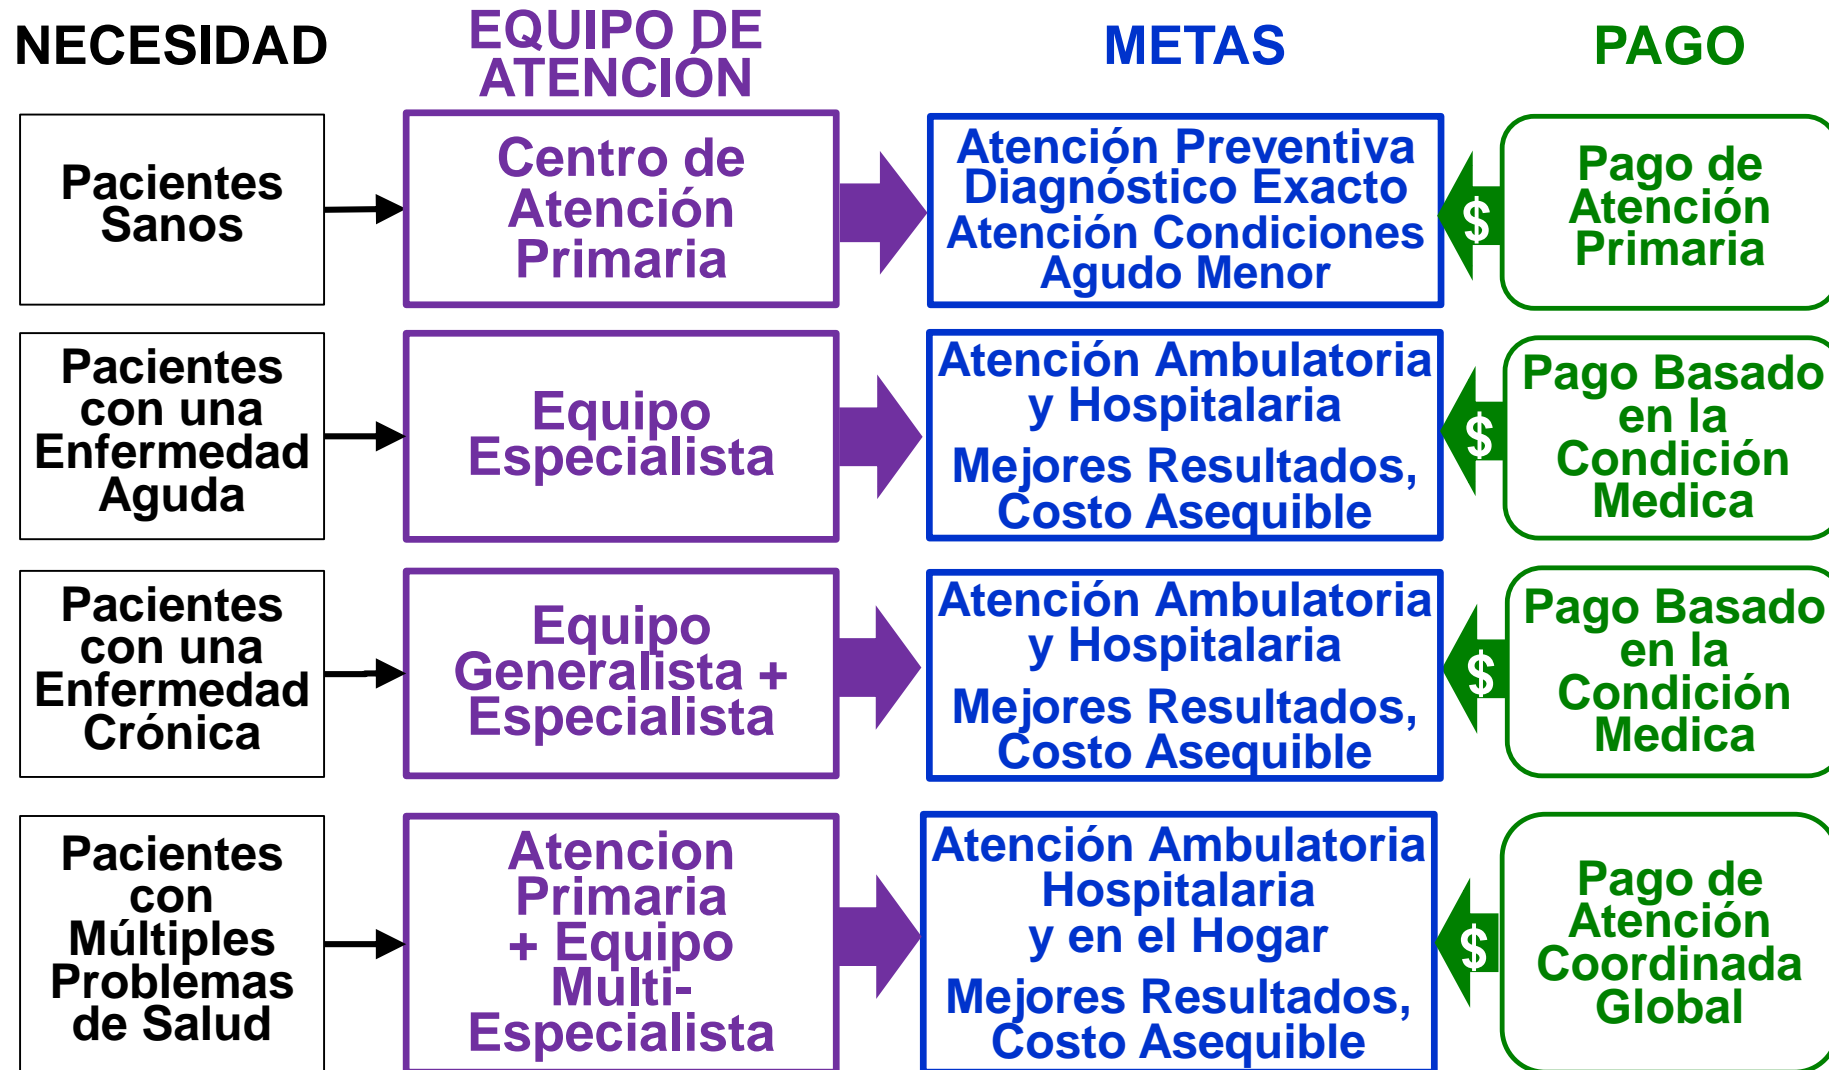 NECESIDAD
EQUIPO DE
ATENCIÓN
METAS
PAGO
Pacientes
Sanos
Centro de
Atención
Primaria
Atención Preventiva
Diagnóstico Exacto
Atención Condiciones
Agudo Menor
$
Pago de
Atención
Primaria
Pacientes
con una
Enfermedad
Aguda
Equipo
Especialista
Atención Ambulatoria
y Hospitalaria
Mejores Resultados,
Costo Asequible
$
Pago Basado
en la
Condición
Medica
Pacientes
con una
Enfermedad
Crónica
Equipo
Generalista +
Especialista
Atención Ambulatoria
y Hospitalaria
Mejores Resultados,
Costo Asequible
$
Pago Basado
en la
Condición
Medica
Pacientes
con
Múltiples
Problemas
de Salud
Atencion
Primaria
+ Equipo
Multi-
Especialista
Atención Ambulatoria
Hospitalaria
y en el Hogar
Mejores Resultados,
Costo Asequible
$
Pago de
Atención
Coordinada
Global